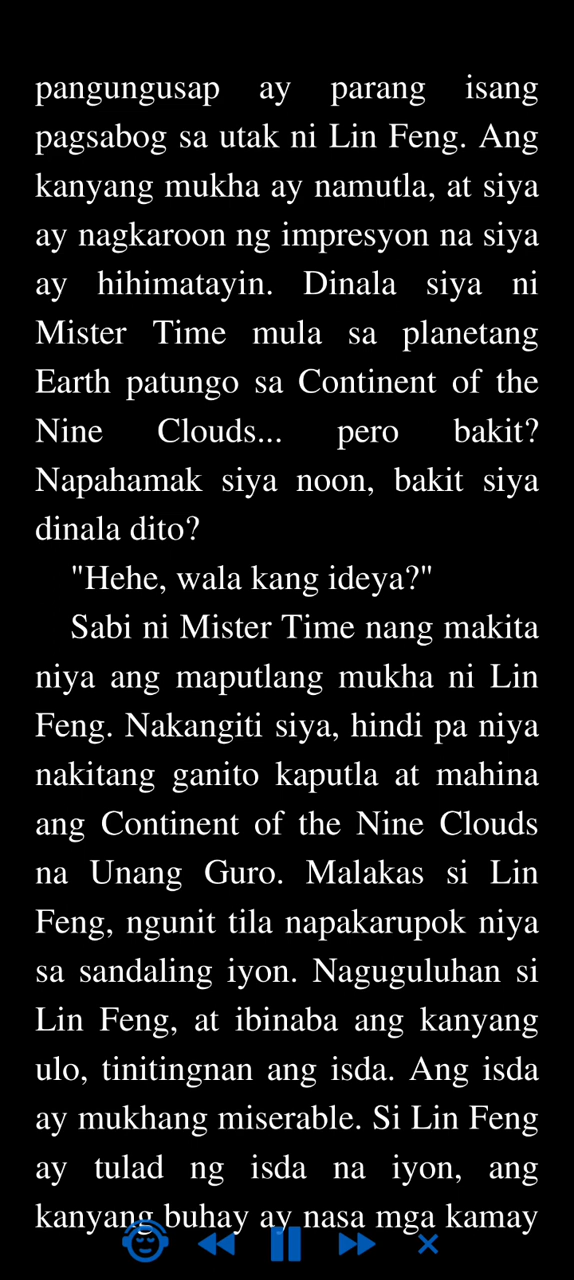 pangungusap ay parang isang
pagsabog sa utak ni Lin Feng. Ang
kanyang mukha ay namutla, at siya
ay nagkaroon ng impresyon na siya
ay hihimatayin. Dinala siya ni
Mister Time mula sa planetang
Earth patungo sa Continent of the
Nine Clouds... pero bakit?
Napahamak siya noon, bakit siya
dinala dito?
"Hehe, wala kang ideya?"
Sabi ni Mister Time nang makita
niya ang maputlang mukha ni Lin
Feng. Nakangiti siya, hindi pa niya
nakitang ganito kaputla at mahina
ang Continent of the Nine Clouds
na Unang Guro. Malakas si Lin
Feng, ngunit tila napakarupok niya
sa sandaling iyon. Naguguluhan si
Lin Feng, at ibinaba ang kanyang
ulo, tinitingnan ang isda. Ang isda
ay mukhang miserable. Si Lin Feng
ay tulad ng isda na iyon, ang
kanyang buhay ay nasa mga kamay